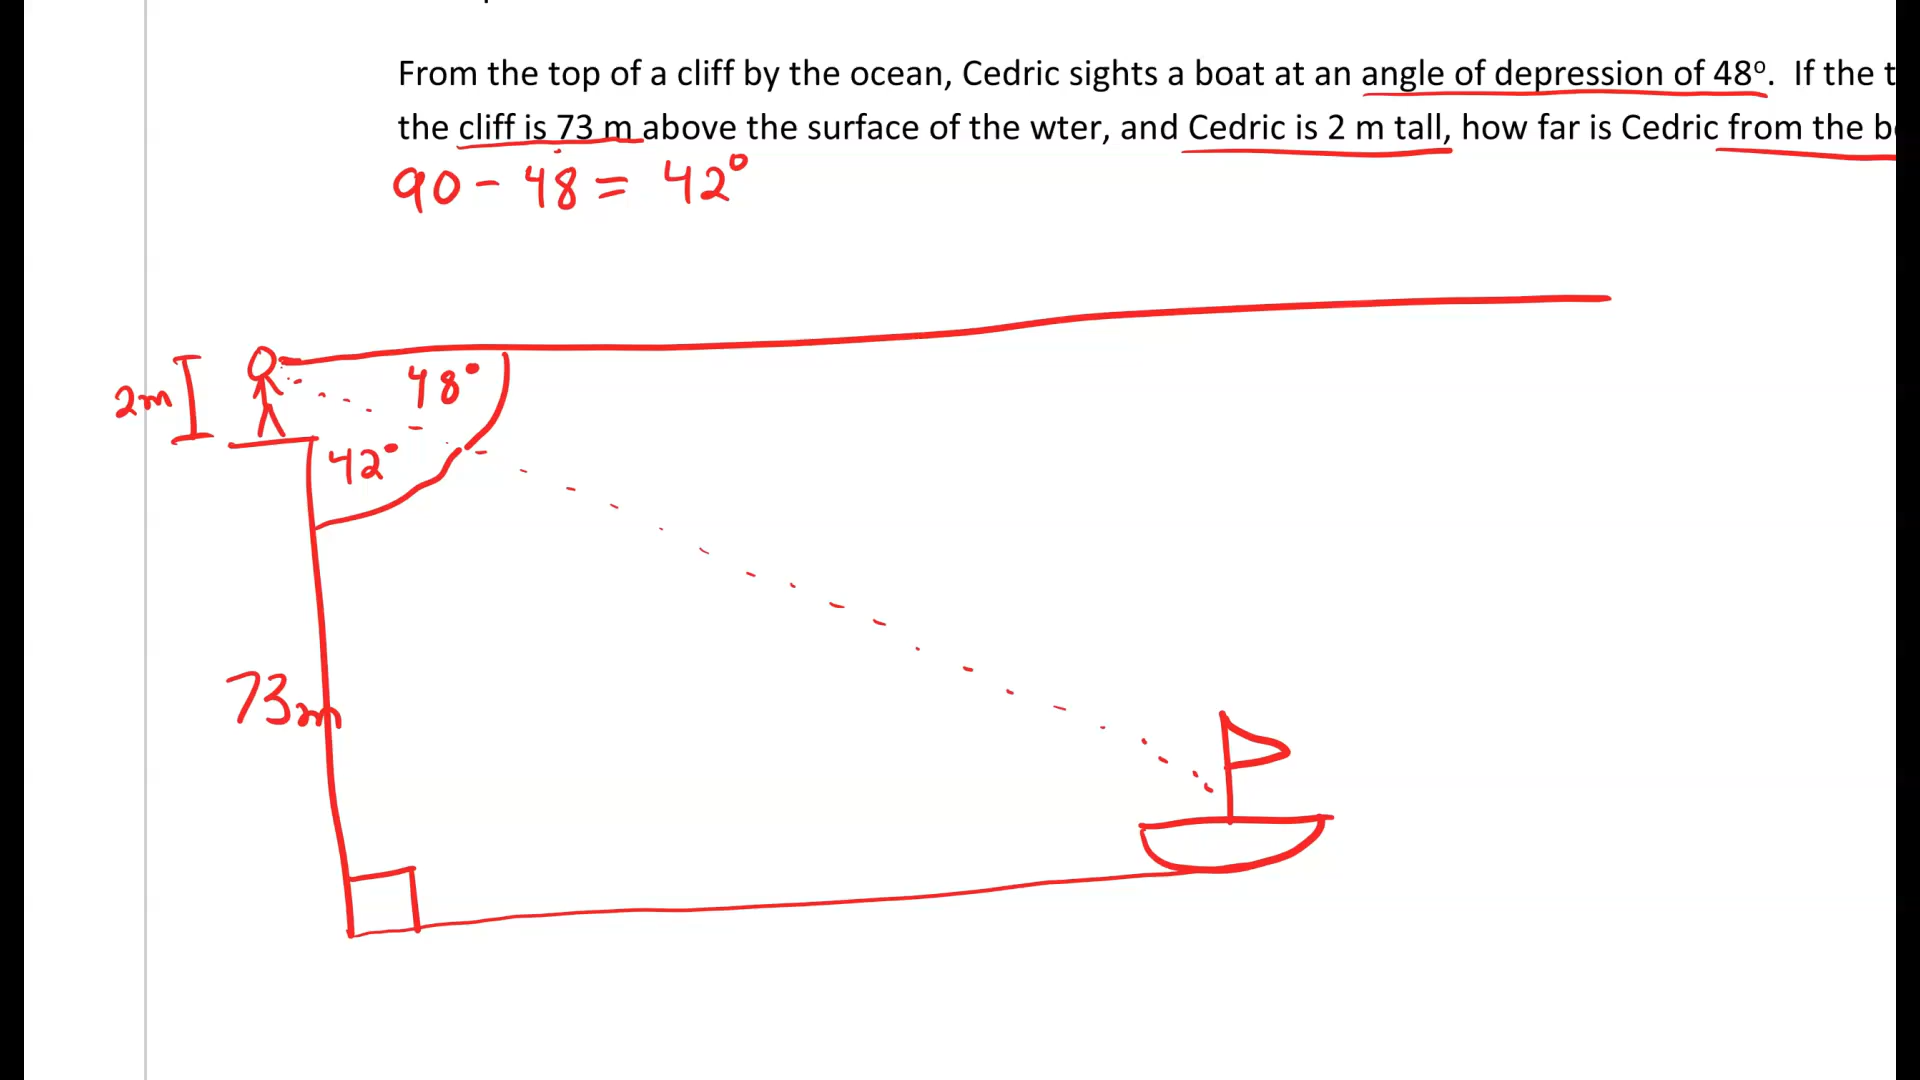 From the top of a cliff by the ocean, Cedric sights a boat at an angle of depression of 48°. If the t
the cliff is 73 m above the surface of the wter, and Cedric is 2 m tall, how far is Cedric from the b
90 - 48 = 42°
48°
2m
42°
73m